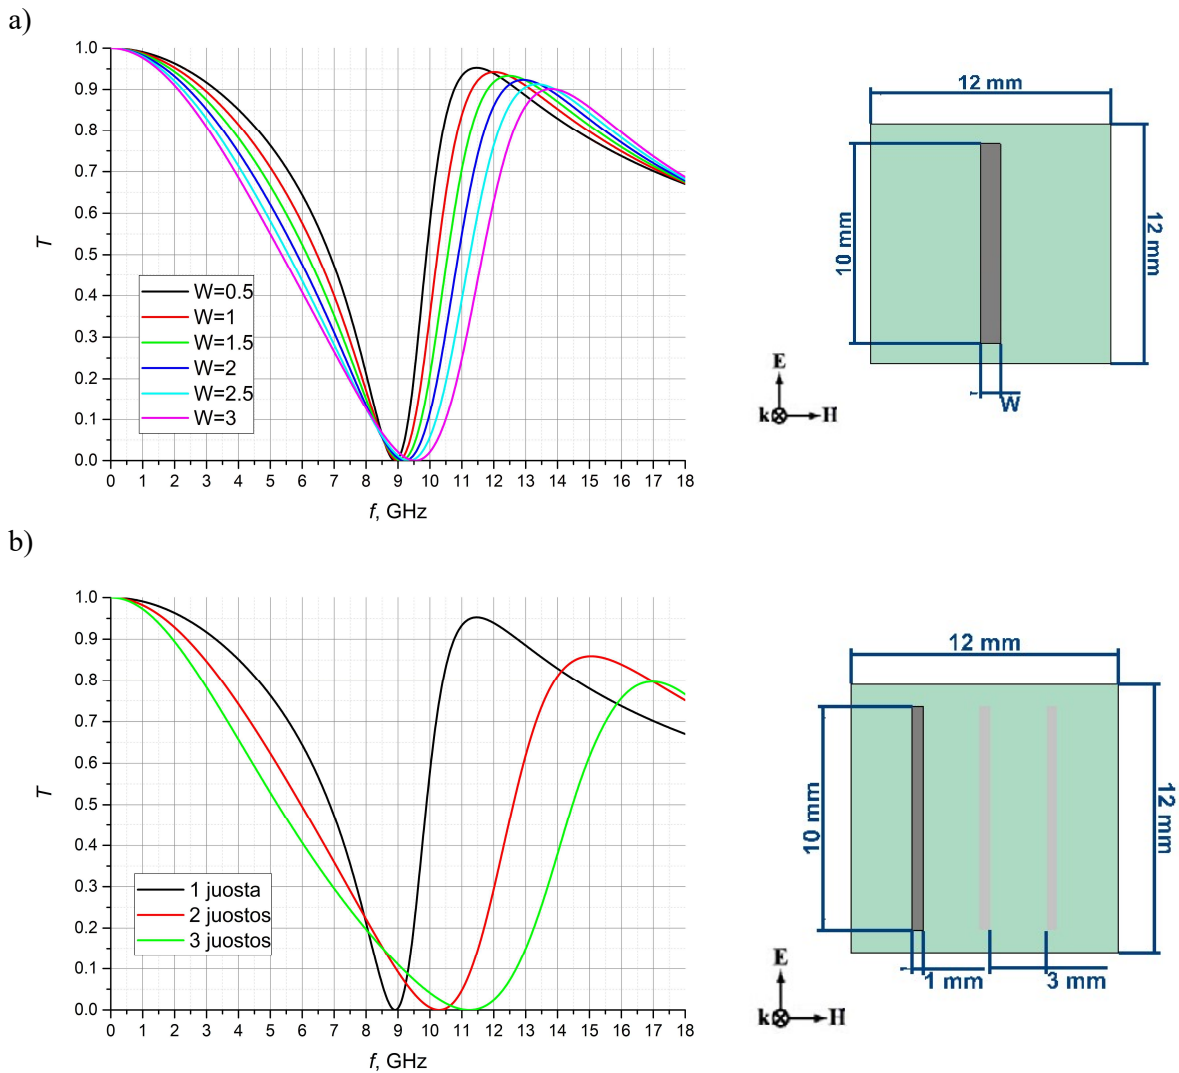 a)
1.0
0.9
0.8
0.7
0.6
0.5
0.4
0.3
0.2
0.1
0.0
T
W=0.5
W=1
W=1.5
W=2
W=2.5
W=3
0 1 2 3 4 5 6 7 8 9 10 11 12 13 14 15 16 17 18
f, GHz
12 mm
10 mm
12 mm
W
E
k H
b)
1.0
0.9
0.8
0.7
0.6
0.5
0.4
0.3
0.2
0.1
0.0
T
1 juosta
2 juostos
3 juostos
0 1 2 3 4 5 6 7 8 9 10 11 12 13 14 15 16 17 18
f, GHz
12 mm
10 mm
12 mm
1 mm 3 mm
E
k H